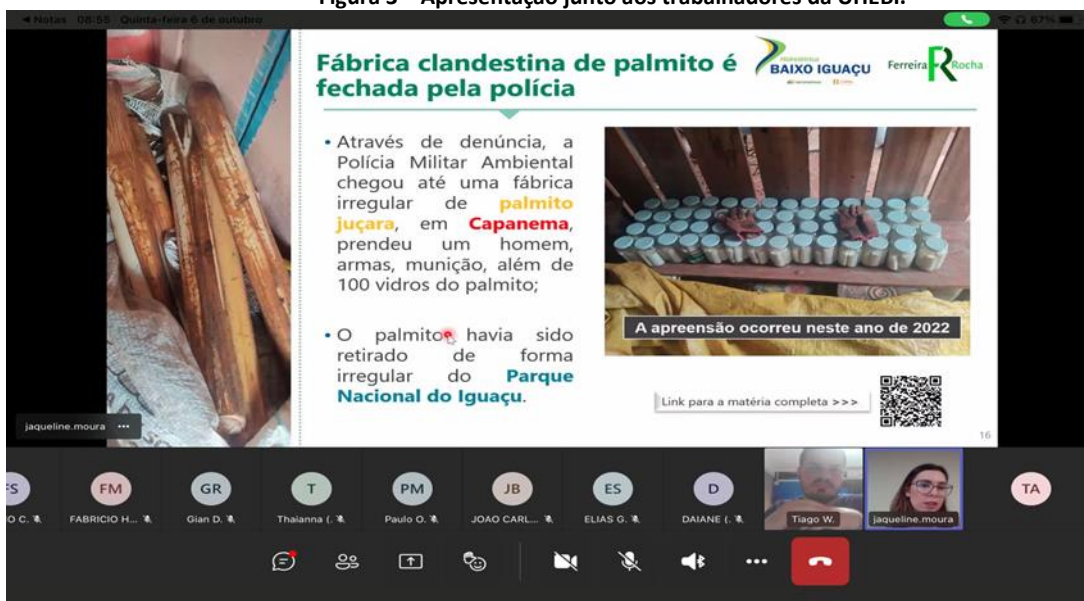 Figura 5 – Apresentação junto aos trabalhadores da UHEBI.
Notas 08:55 Quinta-feira 6 de outubro
87%
Fábrica clandestina de palmito é
fechada pela polícia
BAIXO IGUAÇU
Ferreira Rocha
• Através de denúncia, a
Polícia Militar Ambiental
chegou até uma fábrica
irregular de palmito
juçara, em Capanema,
prendeu um homem,
armas, munição, além de
100 vidros do palmito;
• O palmito havia sido
retirado de forma
irregular do Parque
Nacional do Iguaçu.
A apreensão ocorreu neste ano de 2022
Link para a matéria completa >>>
16
jaqueline.moura •••
FS
FM
GR
T
PM
JB
ES
D
TA
O C.
FABRICIO H...
Gian D.
Thaianna (.
Paulo O.
JOAO CARL...
ELIAS G.
DAIANE (.
Tiago W.
jaqueline.moura